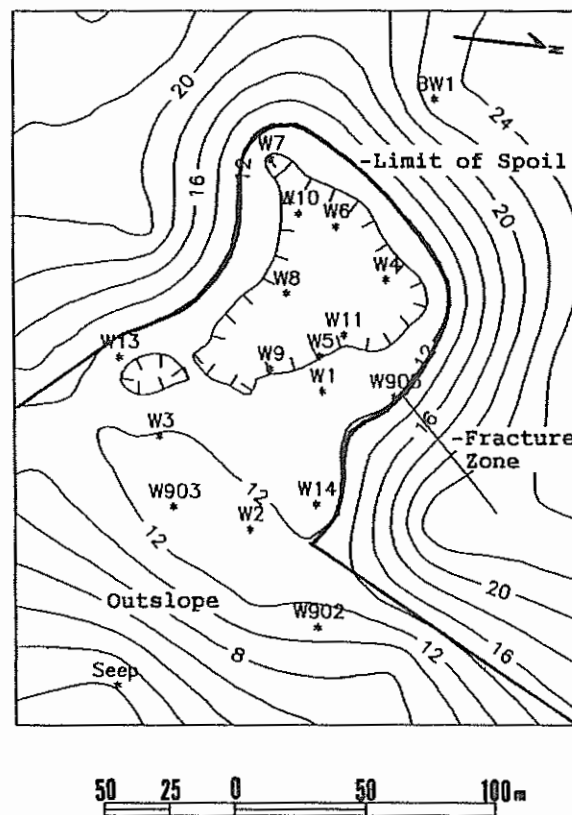 N
20
BW1
24
W7
12
-Limit of Spoil
16
W10
W6
20
W4
W8
W11
W13
W5
12
W9
W1
W905
16
W3
-Fracture
Zone
12
W903
W14
W2
12
20
Outslope
W902
8
12
16
Seep
50 25 0 50 100m